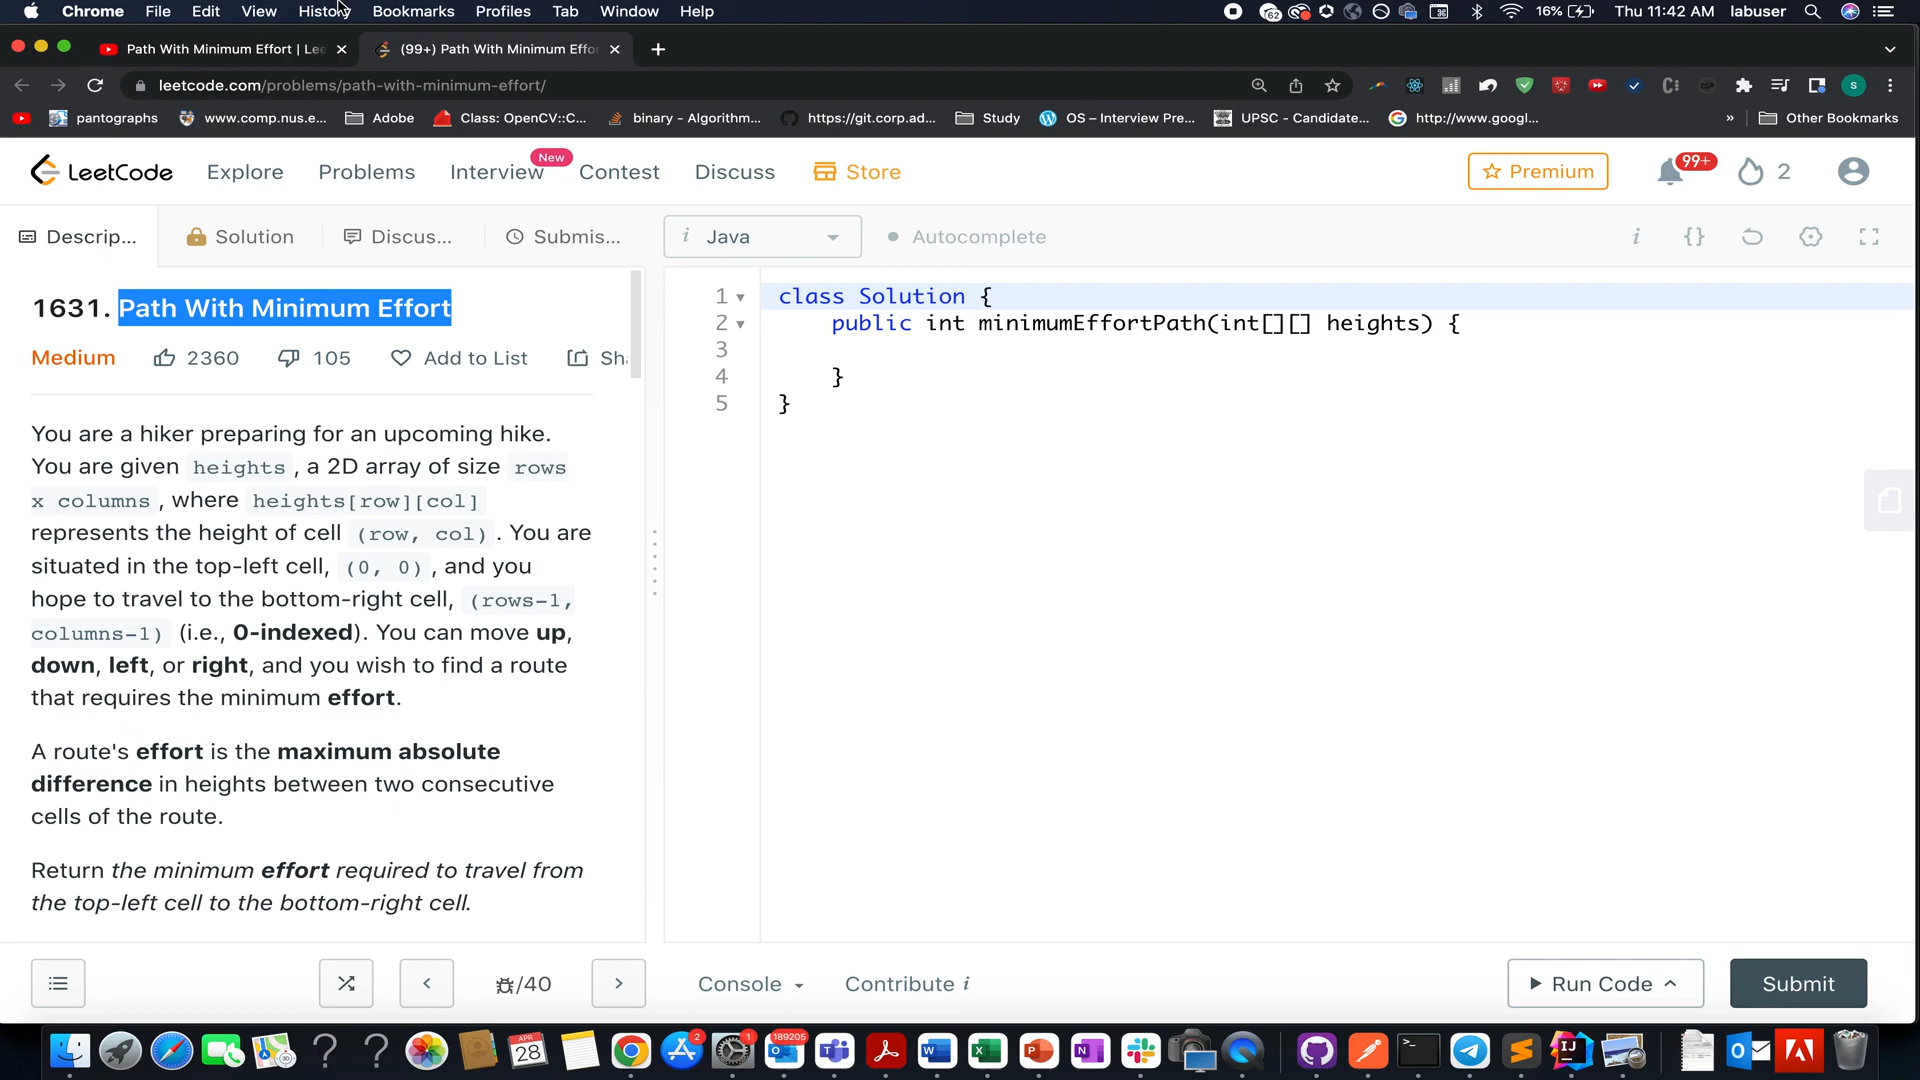 Chrome File Edit View History Bookmarks Profiles Tab Window Help 62 16% Thu 11:42 AM labuser
Path With Minimum Effort | Lee (99+) Path With Minimum Effor
leetcode.com/problems/path-with-minimum-effort/ S
pantographs www.comp.nus.e... Adobe Class: OpenCV::C... binary - Algorithm... https://git.corp.ad... Study OS – Interview Pre... UPSC - Candidate... http://www.googl... » Other Bookmarks
LeetCode Explore Problems Interview New Contest Discuss Store Premium 99+ 2
Descrip... Solution Discus... Submis... i Java Autocomplete i {}
1631. Path With Minimum Effort
Medium 2360 105 Add to List Sh
You are a hiker preparing for an upcoming hike.
You are given heights , a 2D array of size rows
x columns , where heights[row][col]
represents the height of cell (row, col) . You are
situated in the top-left cell, (0, 0) , and you
hope to travel to the bottom-right cell, (rows-1,
columns-1) (i.e., 0-indexed). You can move up,
down, left, or right, and you wish to find a route
that requires the minimum effort.
A route's effort is the maximum absolute
difference in heights between two consecutive
cells of the route.
Return the minimum effort required to travel from
the top-left cell to the bottom-right cell.
1 class Solution {
2 public int minimumEffortPath(int[][] heights) {
3
4 }
5 }
/40 Console Contribute i Run Code Submit
2 1 189205
APR 28